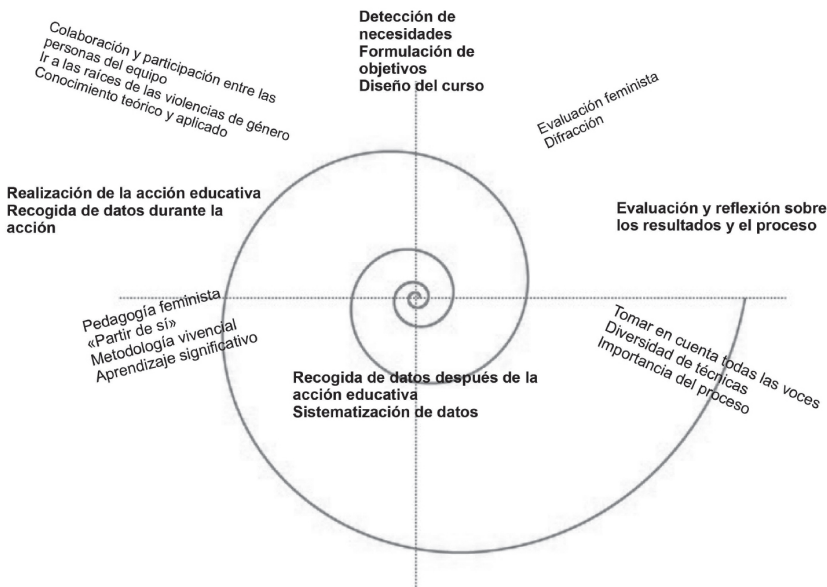 Detección de
necesidades
Formulación de
objetivos
Diseño del curso
Colaboración y participación entre las
personas del equipo
Ir a las raíces de las violencias de género
Conocimiento teórico y aplicado
Evaluación feminista
Difracción
Realización de la acción educativa
Recogida de datos durante la
acción
Evaluación y reflexión sobre
los resultados y el proceso
Pedagogía feminista
«Partir de sí»
Metodología vivencial
Aprendizaje significativo
Recogida de datos después de la
acción educativa
Sistematización de datos
Tomar en cuenta todas las voces
Diversidad de técnicas
Importancia del proceso